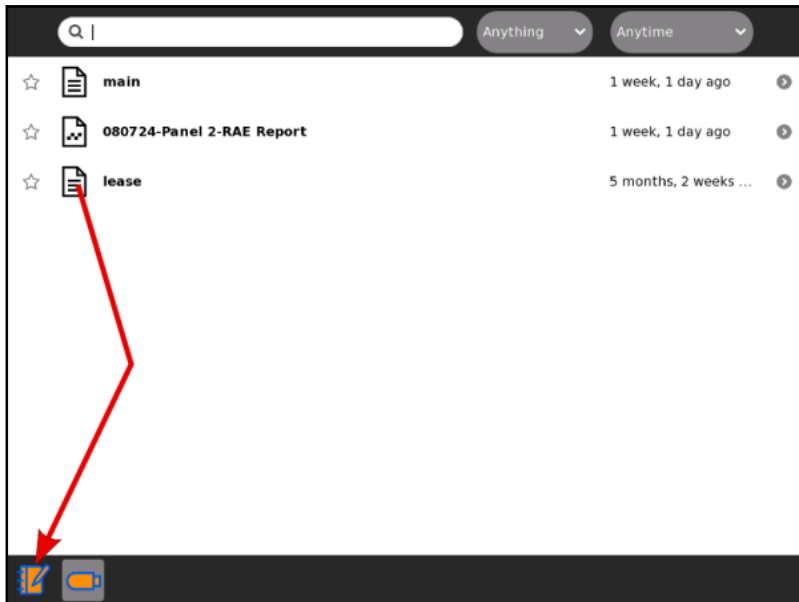 Anything Anytime
main 1 week, 1 day ago
080724-Panel 2-RAE Report 1 week, 1 day ago
lease 5 months, 2 weeks ...